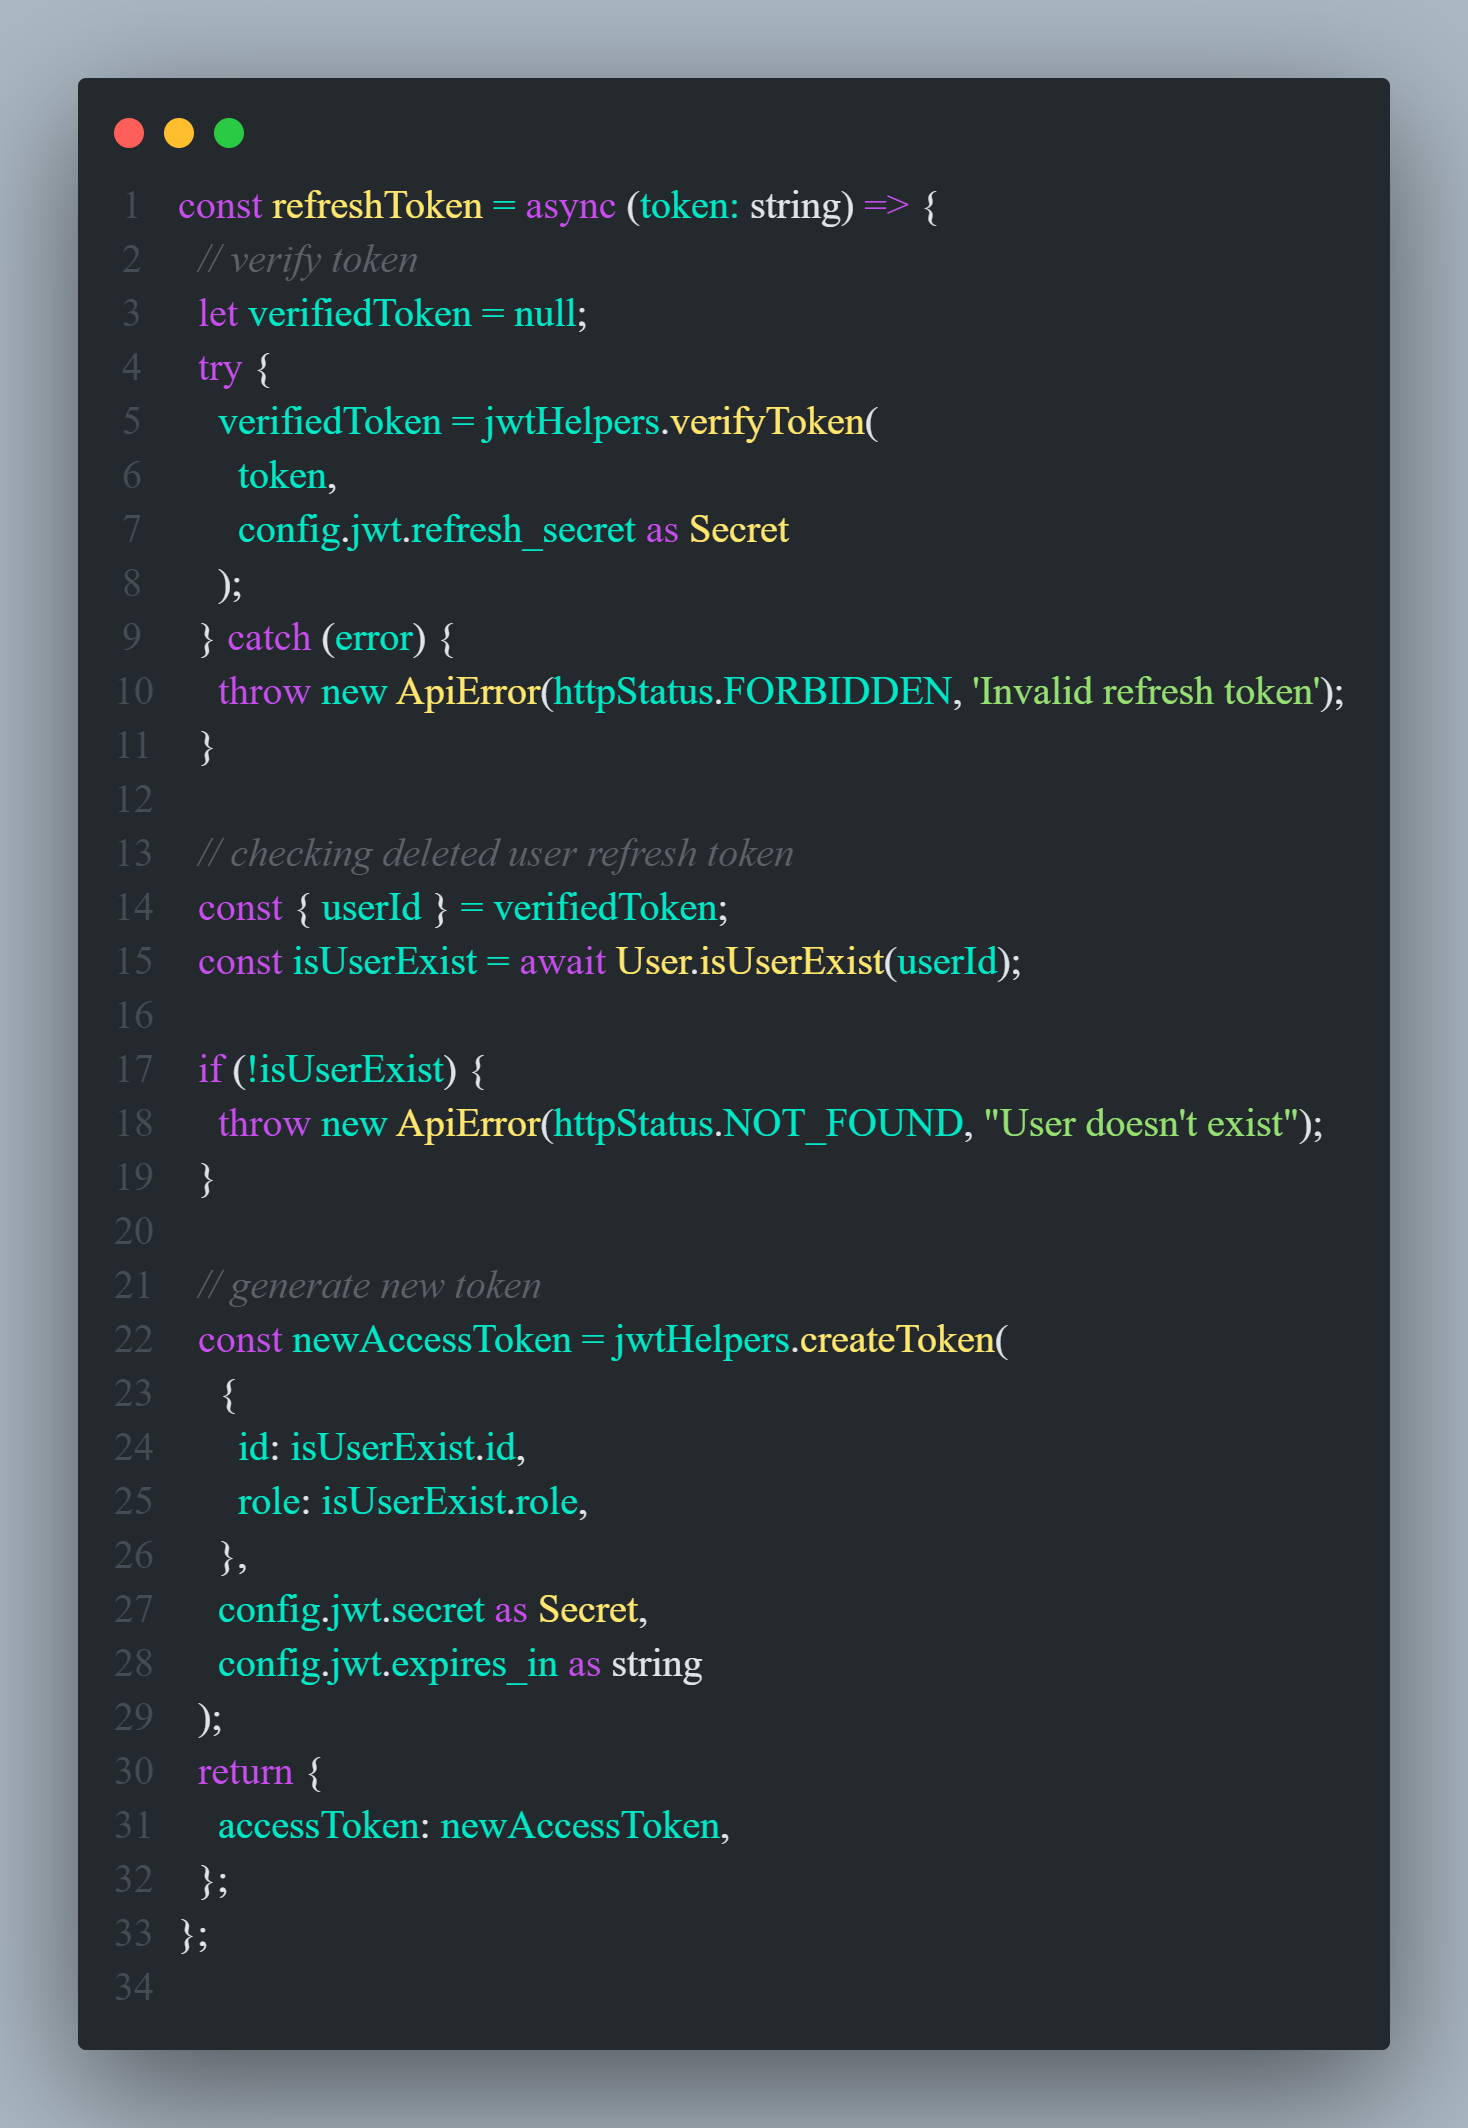 1 const refreshToken = async (token: string) => {
2 // verify token
3 let verifiedToken = null;
4 try {
5 verifiedToken = jwtHelpers.verifyToken(
6 token,
7 config.jwt.refresh_secret as Secret
8 );
9 } catch (error) {
10 throw new ApiError(httpStatus.FORBIDDEN, 'Invalid refresh token');
11 }
12
13 // checking deleted user refresh token
14 const { userId } = verifiedToken;
15 const isUserExist = await User.isUserExist(userId);
16
17 if (!isUserExist) {
18 throw new ApiError(httpStatus.NOT_FOUND, "User doesn't exist");
19 }
20
21 // generate new token
22 const newAccessToken = jwtHelpers.createToken(
23 {
24 id: isUserExist.id,
25 role: isUserExist.role,
26 },
27 config.jwt.secret as Secret,
28 config.jwt.expires_in as string
29 );
30 return {
31 accessToken: newAccessToken,
32 };
33 };
34